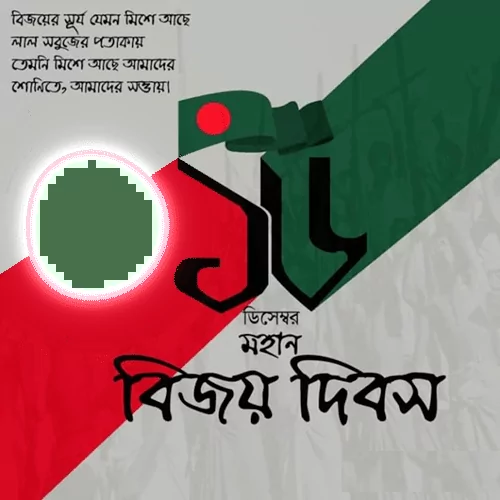 বিজয়ের সূর্য যেমন মিশে আছে
লাল সবুজের পতাকায়
তেমনি মিশে আছে আমাদের
শোনিতে, আমাদের সত্তায়।
১৬
ডিসেম্বর
মহান
বিজয় দিবস